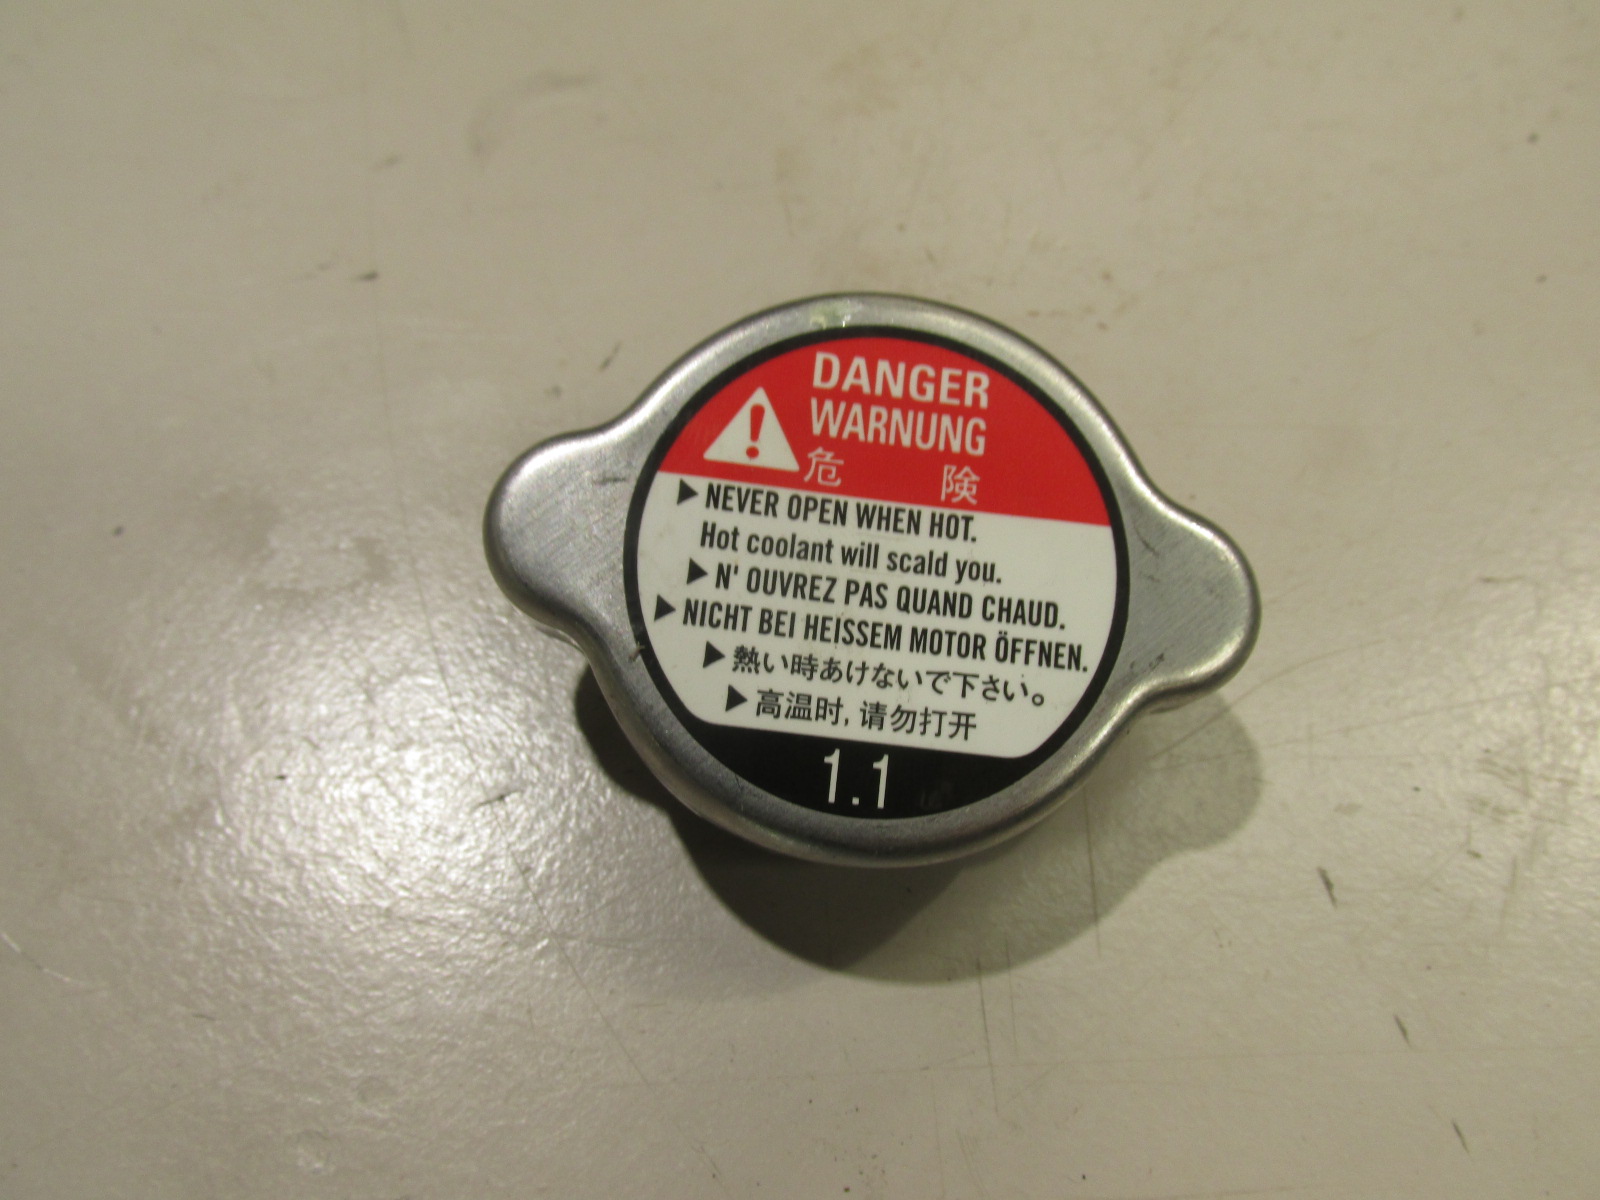 DANGER
WARNUNG
危 険
▶ NEVER OPEN WHEN HOT.
Hot coolant will scald you.
▶ N' OUVREZ PAS QUAND CHAUD.
▶ NICHT BEI HEISSEM MOTOR ÖFFNEN.
▶ 熱い時あけないで下さい。
▶ 高温时, 请勿打开
1.1